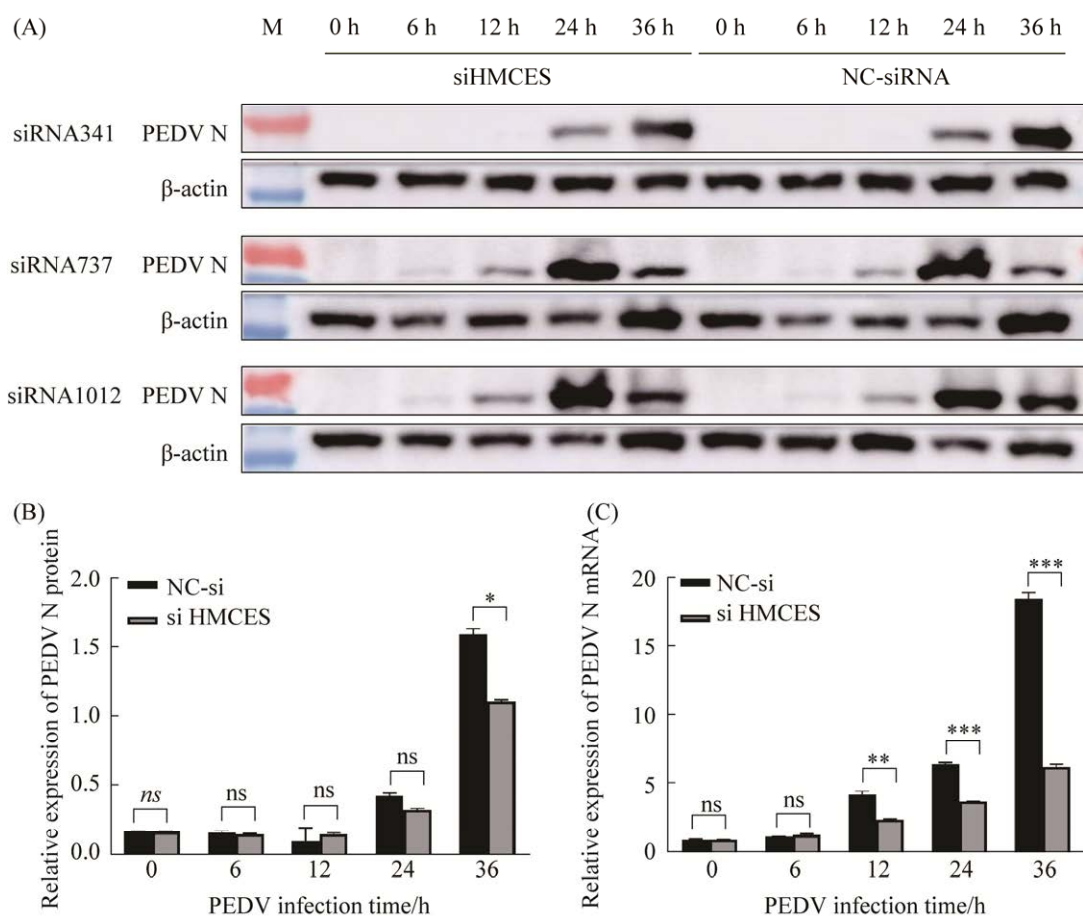 (A) M 0 h 6 h 12 h 24 h 36 h 0 h 6 h 12 h 24 h 36 h
siHMCES NC-siRNA
siRNA341 PEDV N
β-actin
siRNA737 PEDV N
β-actin
siRNA1012 PEDV N
β-actin
(B)
Relative expression of PEDV N protein
2.0
1.5
1.0
0.5
0.0
NC-si
si HMCES
ns ns ns ns *
0 6 12 24 36
PEDV infection time/h
(C)
Relative expression of PEDV N mRNA
20
15
10
5
0
NC-si
si HMCES
ns ns ** *** ***
0 6 12 24 36
PEDV infection time/h